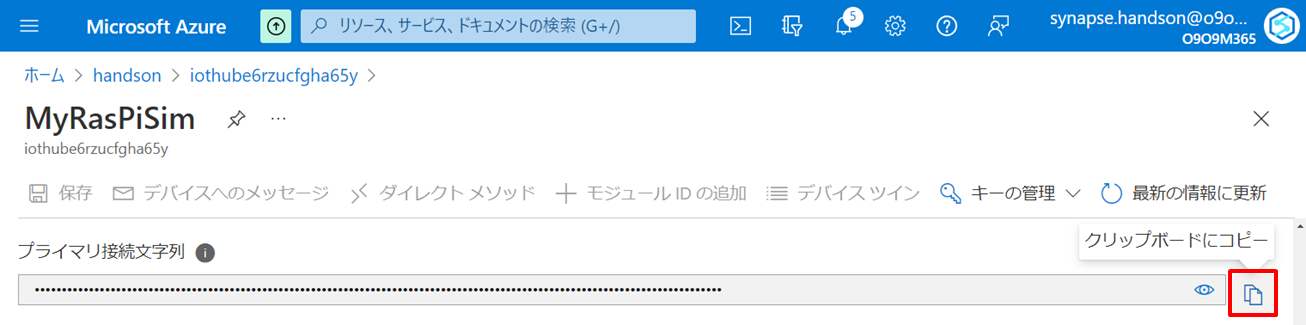 Microsoft Azure
リソース、サービス、ドキュメントの検索 (G+/)
5
synapse.handson@o9o...
O9O9M365
ホーム > handson > iothube6rzucfgha65y >
MyRasPiSim
...
iothube6rzucfgha65y
保存 デバイスへのメッセージ ダイレクト メソッド モジュール ID の追加 デバイス ツイン キーの管理 最新の情報に更新
プライマリ接続文字列
クリップボードにコピー